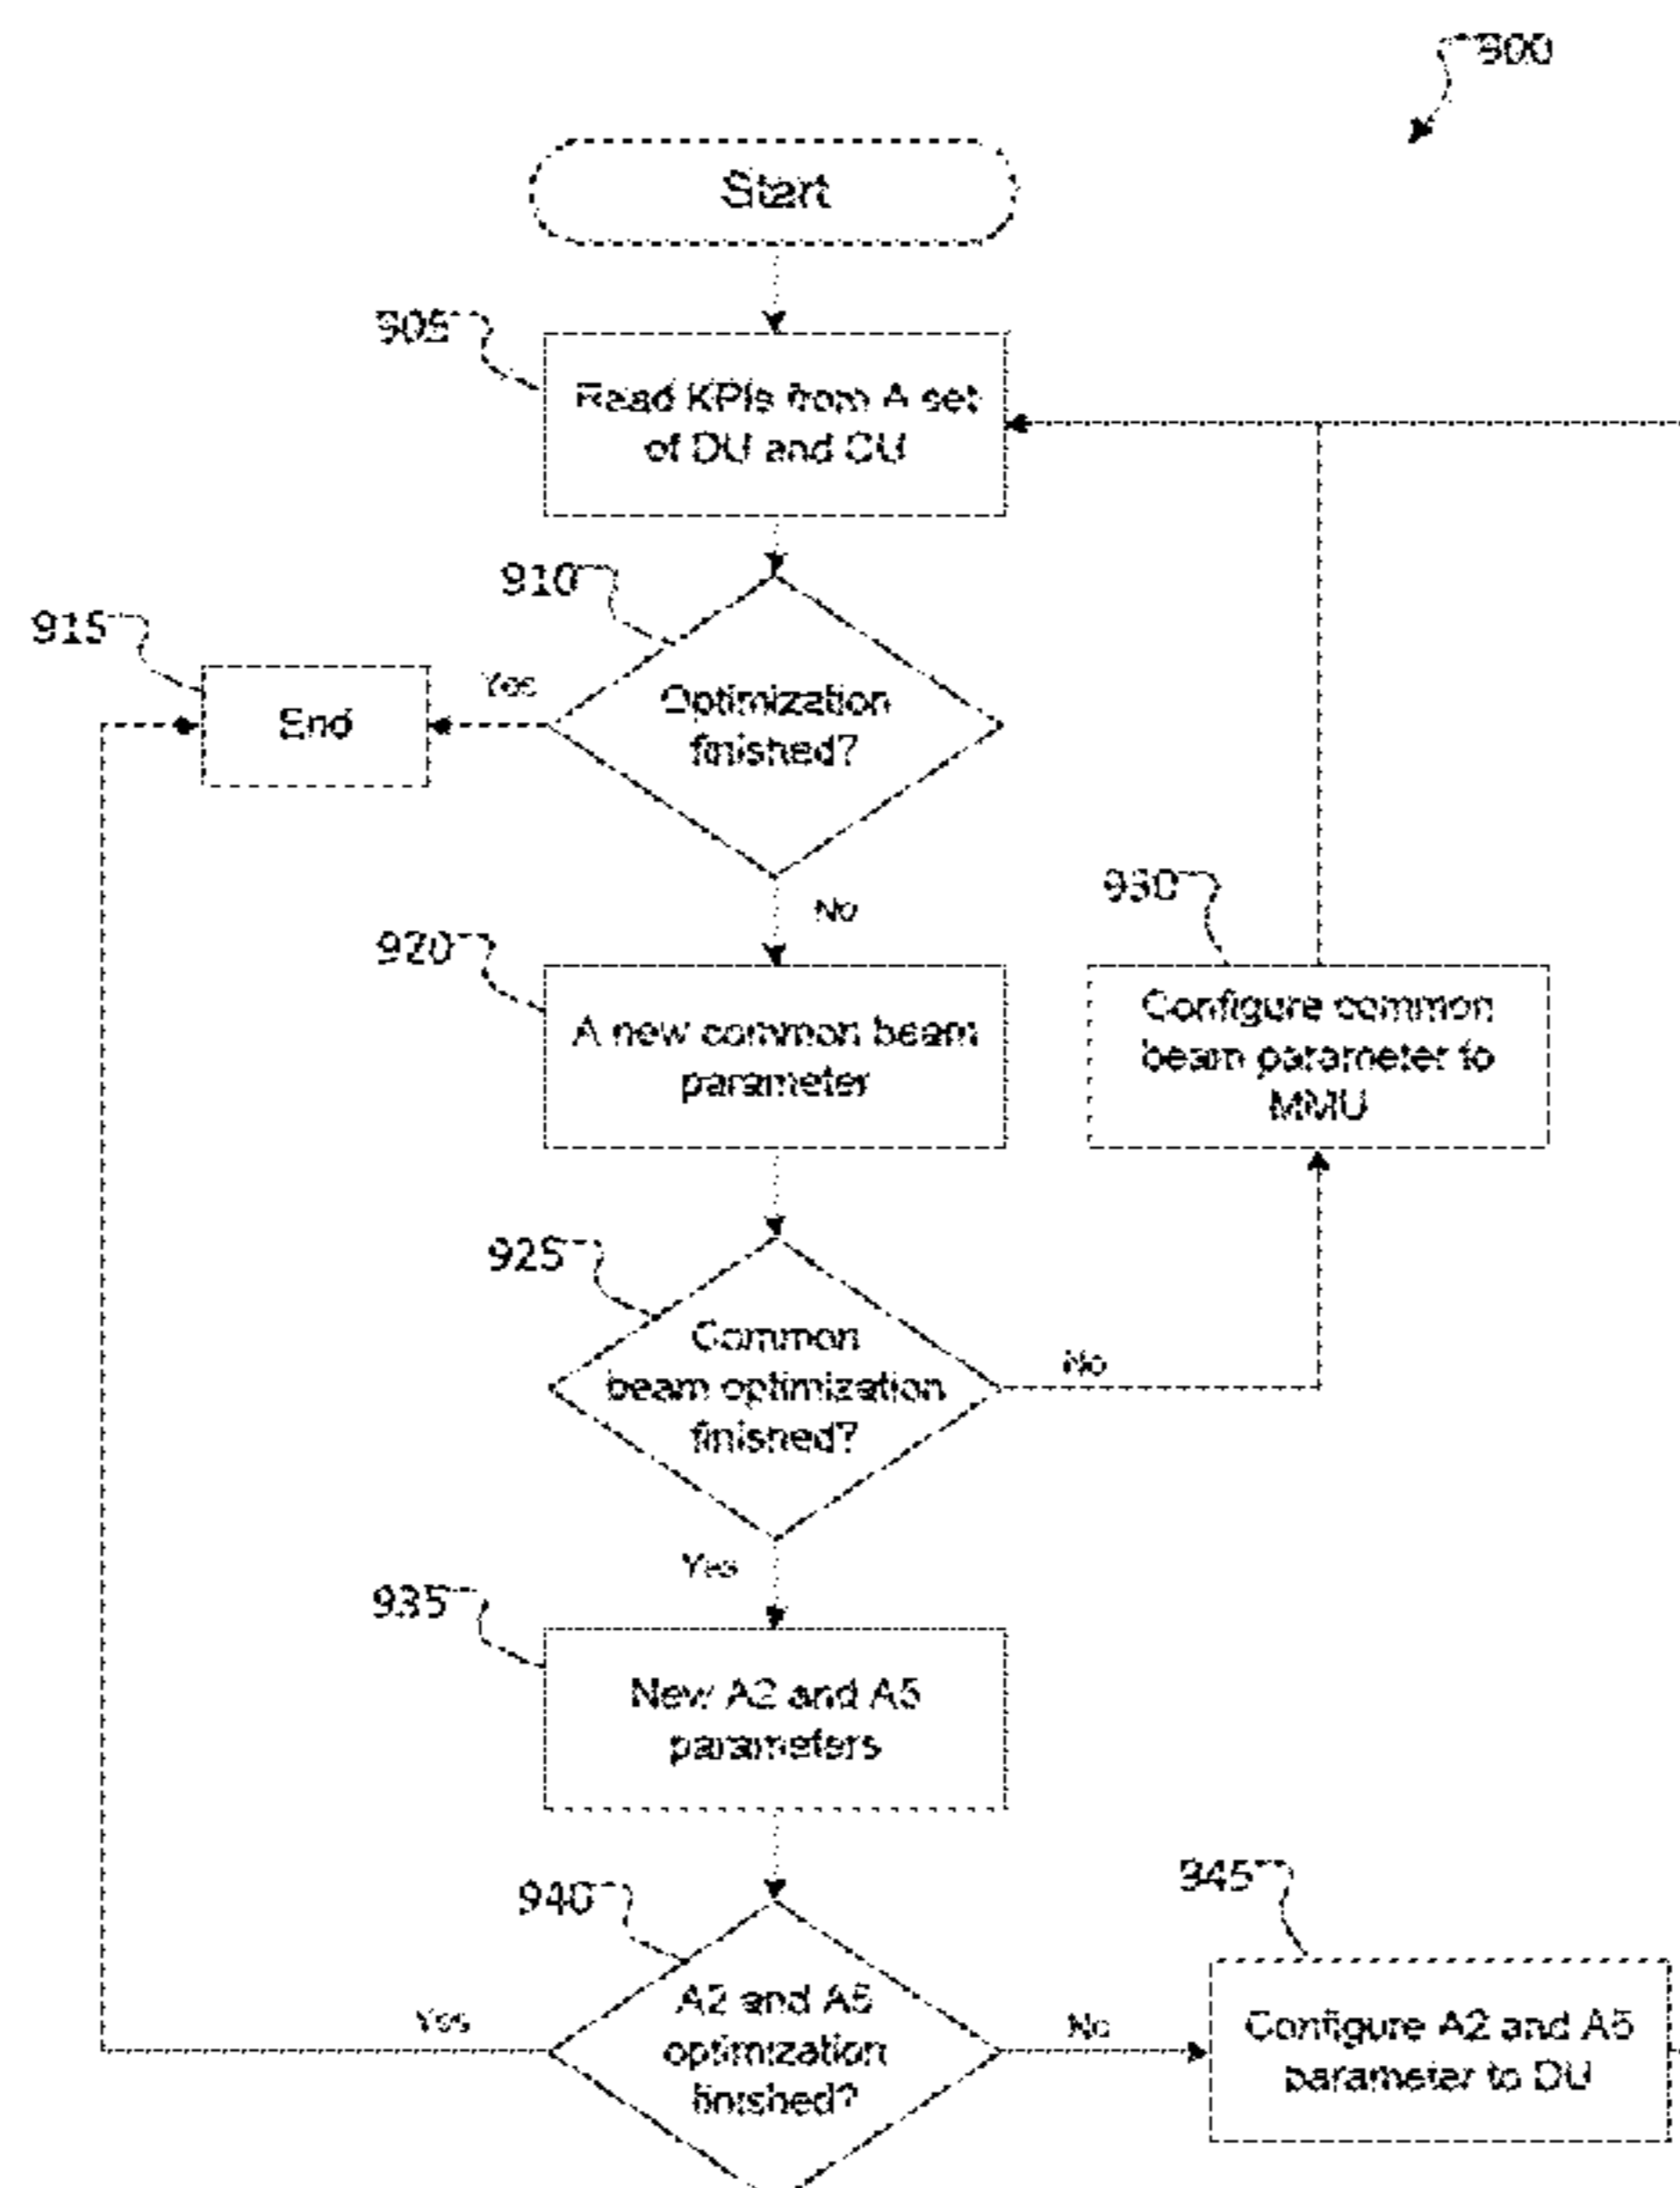 900
Start
905
Read KPIs from A set
of DU and CU
910
915
Yes
End
Optimization
finished?
No
930
920
A new common beam
parameter
Configure common
beam parameter to
MMU
925
Common
beam optimization
finished?
No
Yes
935
New A2 and A5
parameters
940
945
Yes
A2 and A5
optimization
finished?
No
Configure A2 and A5
parameter to DU